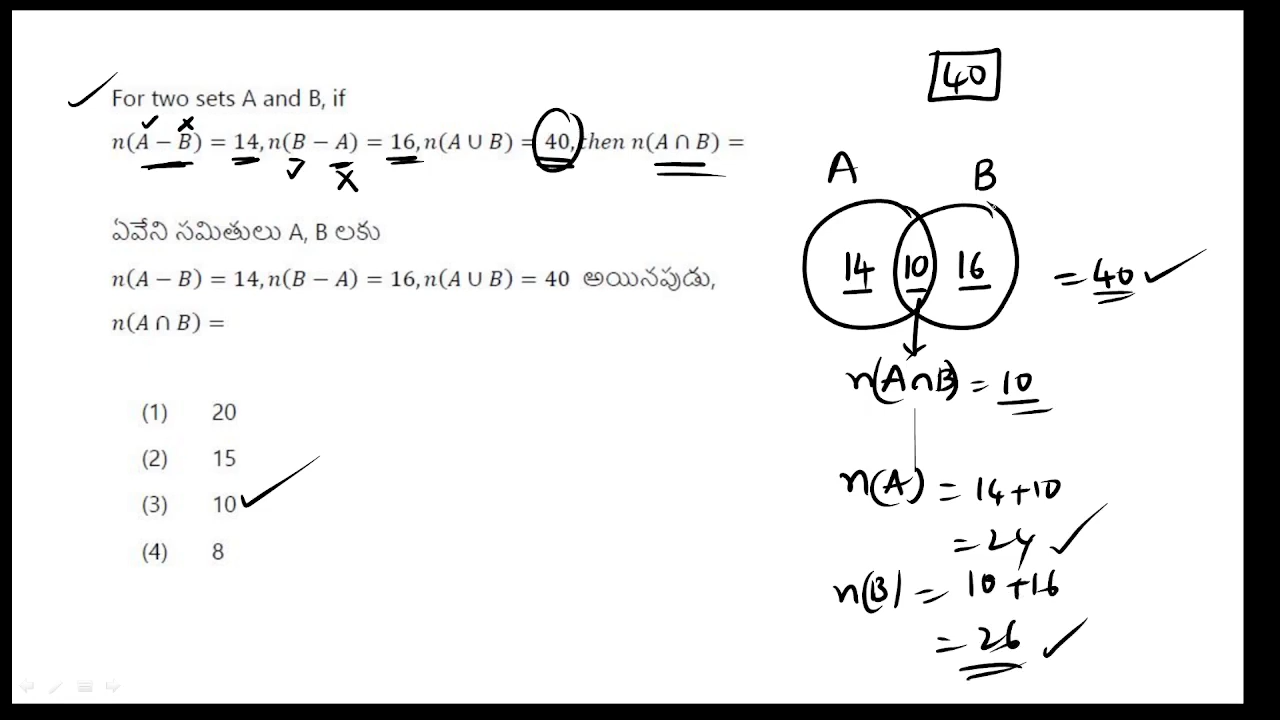 For two sets A and B, if
n(A − B) = 14, n(B − A) = 16, n(A ∪ B) = 40, then n(A ∩ B) =
ఏవేని సమితులు A, B లకు
n(A − B) = 14, n(B − A) = 16, n(A ∪ B) = 40 అయినపుడు,
n(A ∩ B) =
(1) 20
(2) 15
(3) 10
(4) 8
40
A B
14 10 16 = 40
n(A∩B) = 10
n(A) = 14+10
= 24
n(B) = 10+16
= 26